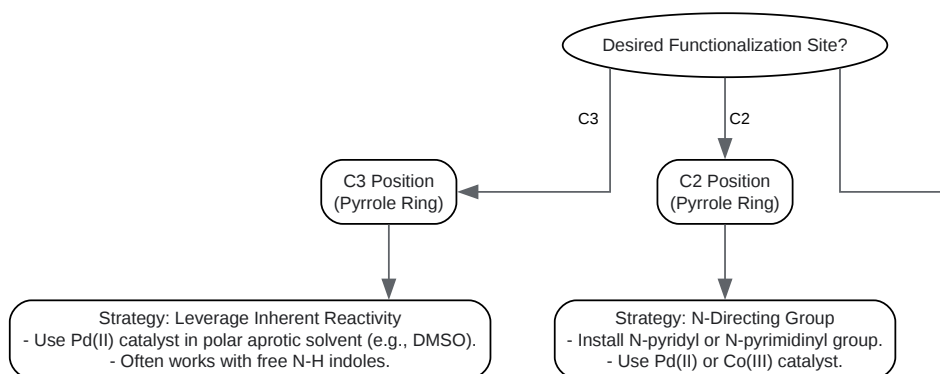 Desired Functionalization Site?
C3
C2
C3 Position
(Pyrrole Ring)
C2 Position
(Pyrrole Ring)
Strategy: Leverage Inherent Reactivity
- Use Pd(II) catalyst in polar aprotic solvent (e.g., DMSO).
- Often works with free N-H indoles.
Strategy: N-Directing Group
- Install N-pyridyl or N-pyrimidinyl group.
- Use Pd(II) or Co(III) catalyst.